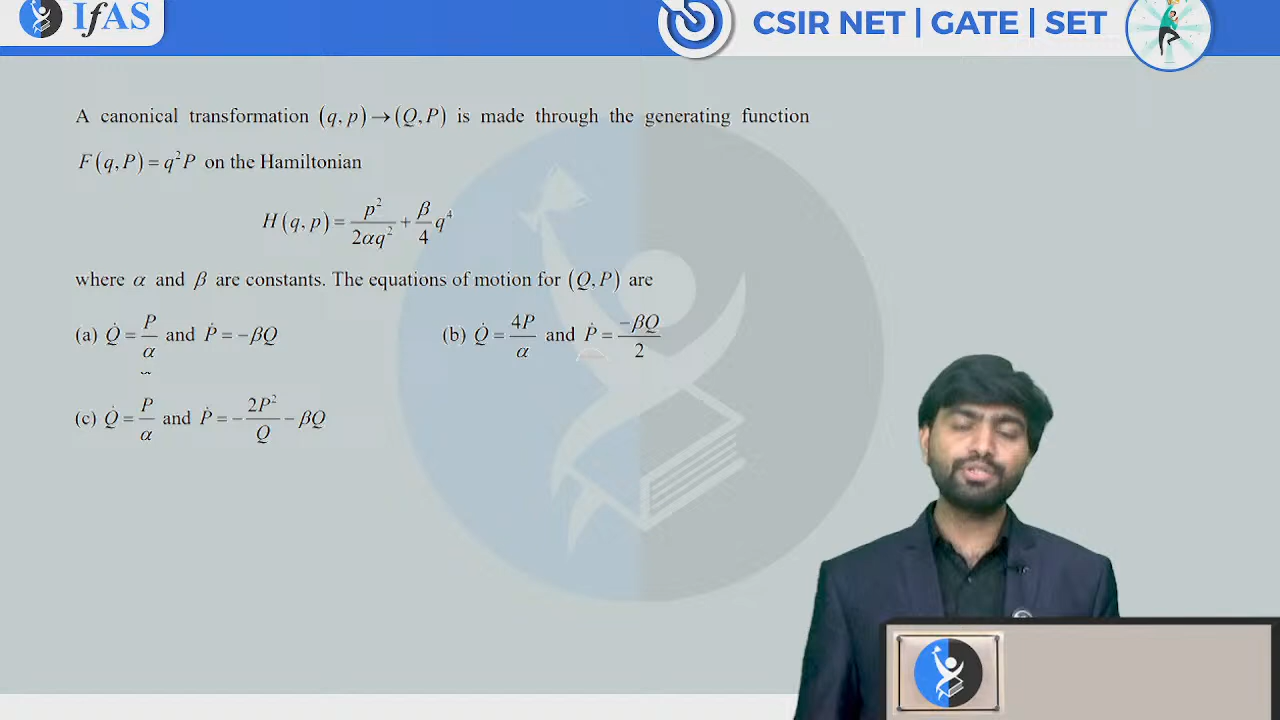 IfAS
CSIR NET | GATE | SET
A canonical transformation (q, p) → (Q, P) is made through the generating function
F(q, P) = q²P on the Hamiltonian
H(q, p) = p²/2αq² + β/4 q⁴
where α and β are constants. The equations of motion for (Q, P) are
(a) Q̇ = P/α and Ṗ = −βQ (b) Q̇ = 4P/α and Ṗ = −βQ/2
(c) Q̇ = P/α and Ṗ = −2P²/Q − βQ